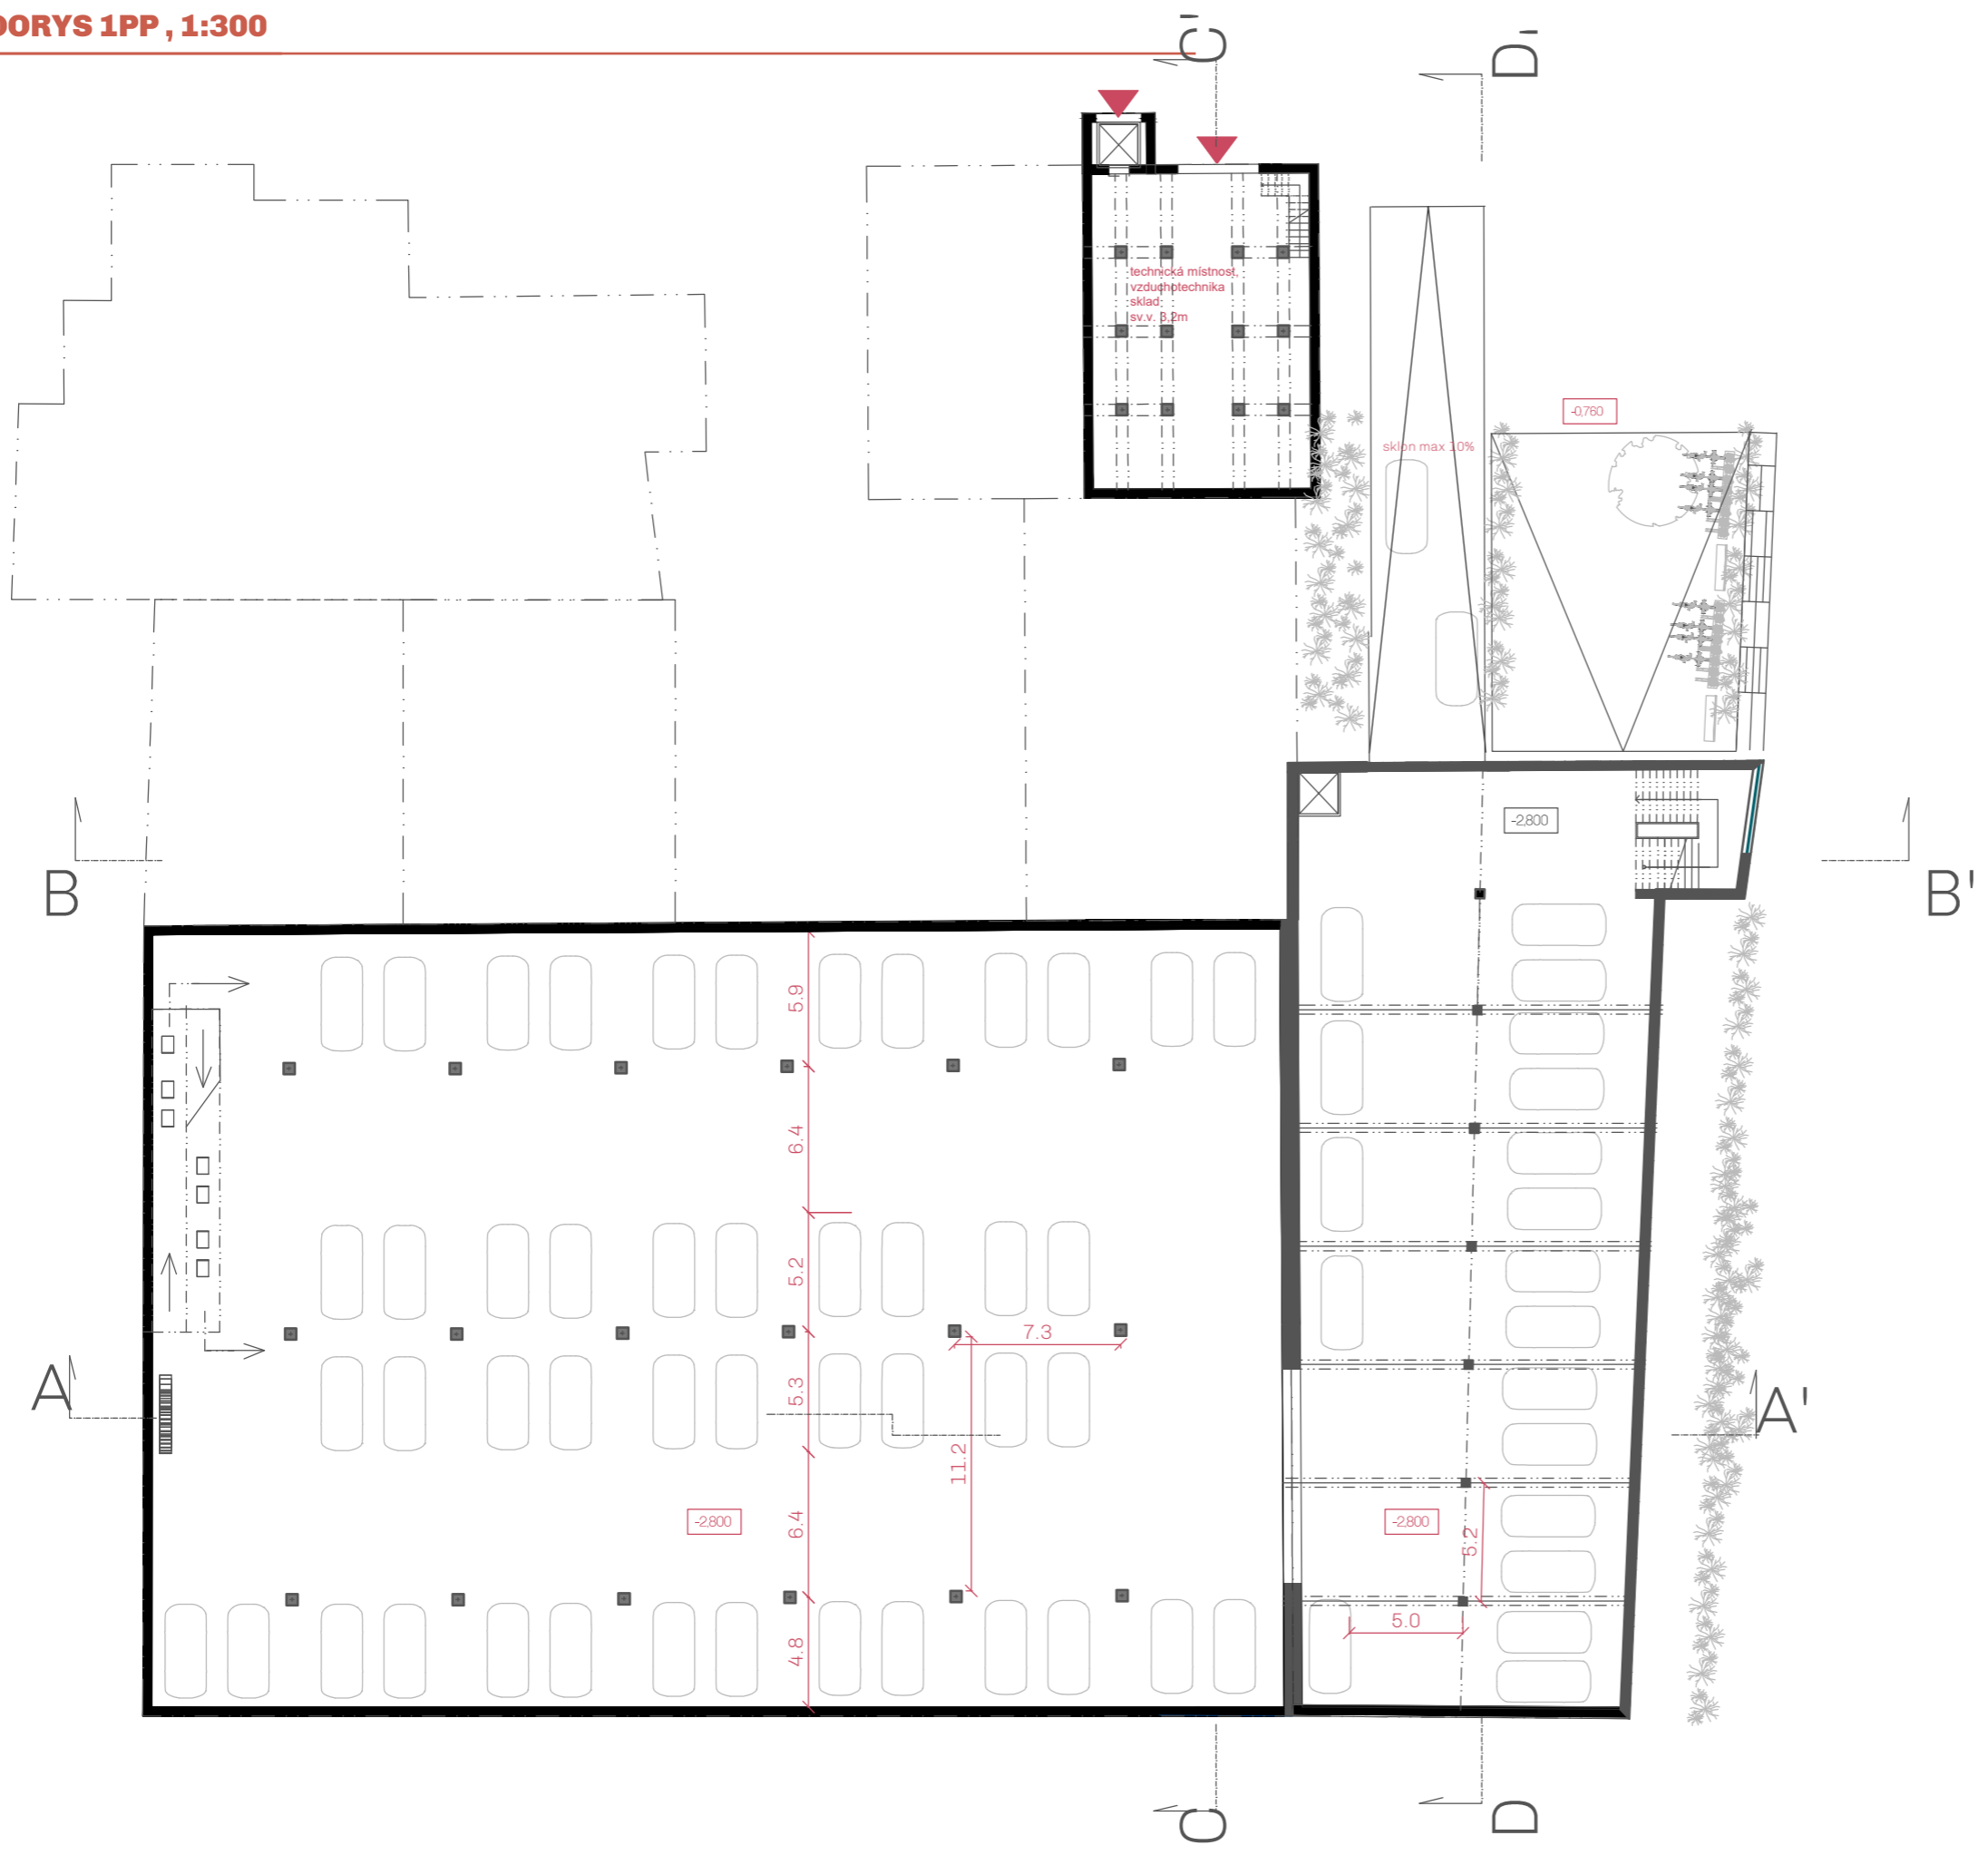 DORYS 1PP , 1:300
C'
D'
technická místnost,
vzduchotechnika
sklad
sv.v. 3,2m
-0,760
sklon max 10%
-2,800
B
B'
5.9
6.4
5.2
7.3
A
A'
5.3
11.2
6.4
-2,800
-2,800
5.2
5.0
4.8
C
D